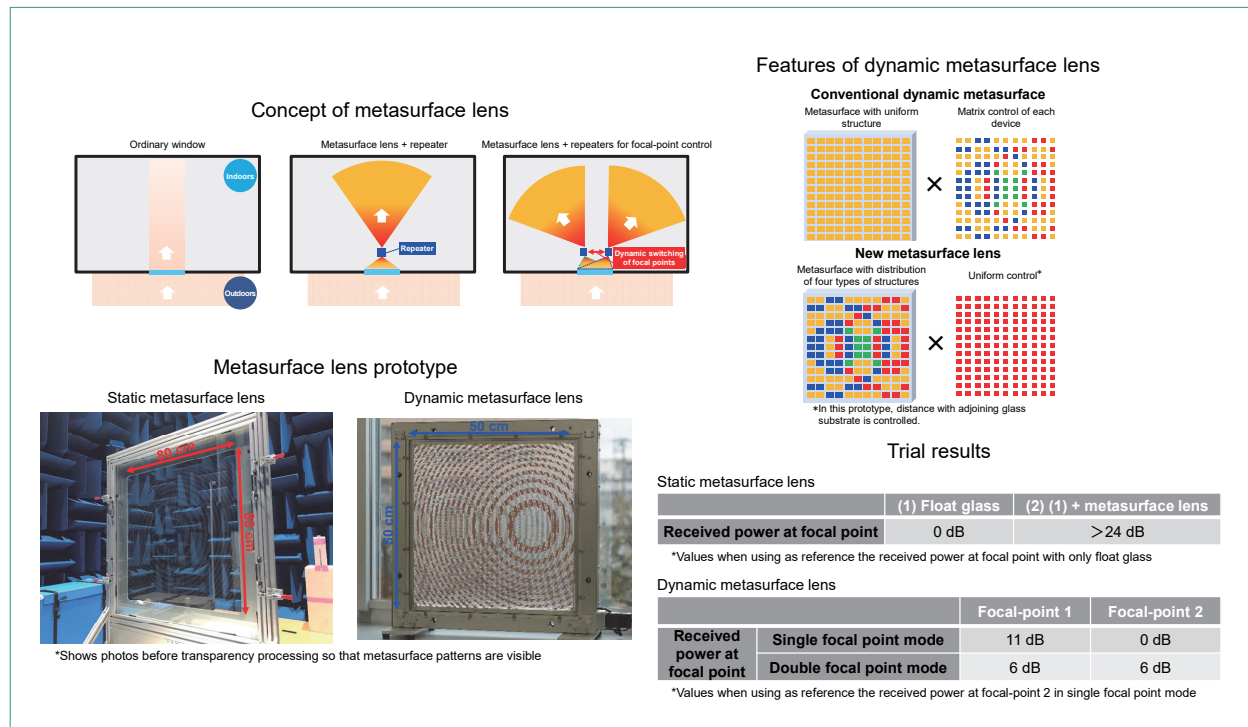 Concept of metasurface lens
Ordinary window
Metasurface lens + repeater
Metasurface lens + repeaters for focal-point control
Indoors
Outdoors
Repeater
Dynamic switching
of focal points
Metasurface lens prototype
Static metasurface lens
Dynamic metasurface lens
80 cm
80 cm
50 cm
50 cm
*Shows photos before transparency processing so that metasurface patterns are visible
Features of dynamic metasurface lens
Conventional dynamic metasurface
Metasurface with uniform
structure
Matrix control of each
device
×
New metasurface lens
Metasurface with distribution
of four types of structures
Uniform control*
×
*In this prototype, distance with adjoining glass
substrate is controlled.
Trial results
Static metasurface lens
(1) Float glass
(2) (1) + metasurface lens
Received power at focal point
0 dB
＞24 dB
*Values when using as reference the received power at focal point with only float glass
Dynamic metasurface lens
Focal-point 1
Focal-point 2
Received
power at
focal point
Single focal point mode
11 dB
0 dB
Double focal point mode
6 dB
6 dB
*Values when using as reference the received power at focal-point 2 in single focal point mode